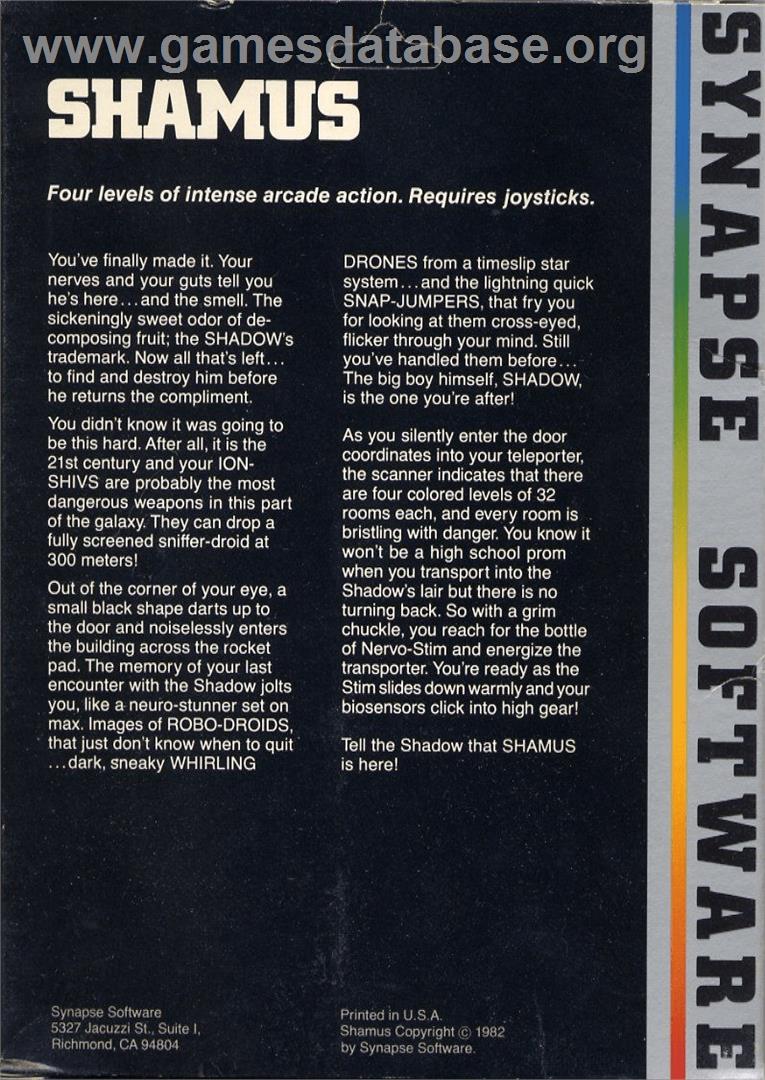 www.gamesdatabase.org
SHAMUS
Four levels of intense arcade action. Requires joysticks.
You've finally made it. Your
nerves and your guts tell you
he's here...and the smell. The
sickeningly sweet odor of de-
composing fruit; the SHADOW's
trademark. Now all that's left...
to find and destroy him before
he returns the compliment.
You didn't know it was going to
be this hard. After all, it is the
21st century and your ION-
SHIVS are probably the most
dangerous weapons in this part
of the galaxy. They can drop a
fully screened sniffer-droid at
300 meters!
Out of the corner of your eye, a
small black shape darts up to
the door and noiselessly enters
the building across the rocket
pad. The memory of your last
encounter with the Shadow jolts
you, like a neuro-stunner set on
max. Images of ROBO-DROIDS,
that just don't know when to quit
...dark, sneaky WHIRLING
DRONES from a timeslip star
system...and the lightning quick
SNAP-JUMPERS, that fry you
for looking at them cross-eyed,
flicker through your mind. Still
you've handled them before...
The big boy himself, SHADOW,
is the one you're after!
As you silently enter the door
coordinates into your teleporter,
the scanner indicates that there
are four colored levels of 32
rooms each, and every room is
bristling with danger. You know it
won't be a high school prom
when you transport into the
Shadow's lair but there is no
turning back. So with a grim
chuckle, you reach for the bottle
of Nervo-Stim and energize the
transporter. You're ready as the
Stim slides down warmly and your
biosensors click into high gear!
Tell the Shadow that SHAMUS
is here!
Synapse Software
5327 Jacuzzi St., Suite I,
Richmond, CA 94804
Printed in U.S.A.
Shamus Copyright © 1982
by Synapse Software.
SYNAPSE SOFTWARE